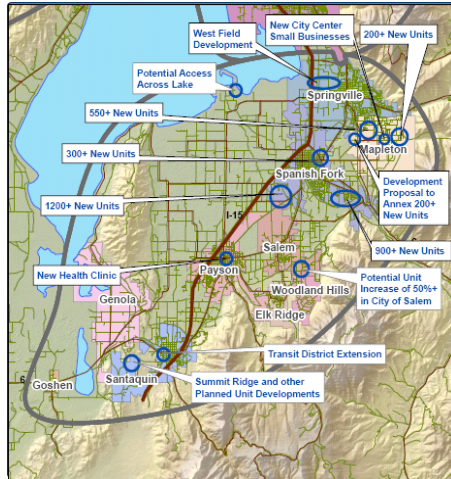 New City Center
Small Businesses
West Field
Development
200+ New Units
Potential Access
Across Lake
Springville
550+ New Units
Mapleton
300+ New Units
Spanish Fork
Development
Proposal to
Annex 200+
New Units
1200+ New Units
I-15
6
900+ New Units
Salem
New Health Clinic
Payson
Potential Unit
Increase of 50%+
in City of Salem
Woodland Hills
Genola
Elk Ridge
Transit District Extension
6
Goshen
Santaquin
Summit Ridge and other
Planned Unit Developments